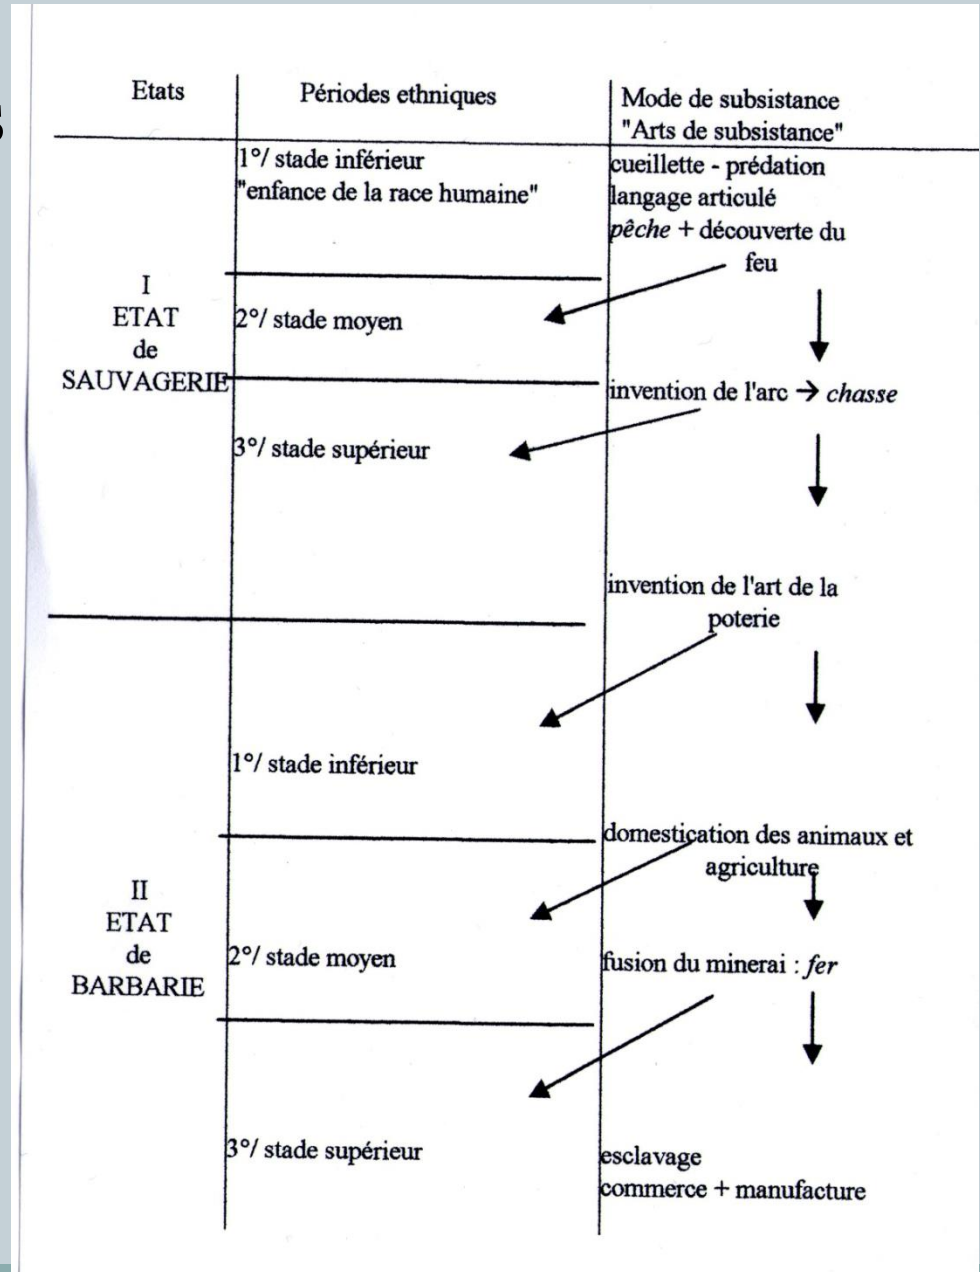 Etats
Périodes ethniques
Mode de subsistance
"Arts de subsistance"
1°/ stade inférieur
"enfance de la race humaine"
cueillette - prédation
langage articulé
pêche + découverte du
feu
I
ETAT
de
SAUVAGERIE
2°/ stade moyen
invention de l'arc → chasse
3°/ stade supérieur
invention de l'art de la
poterie
1°/ stade inférieur
domestication des animaux et
agriculture
II
ETAT
de
BARBARIE
2°/ stade moyen
fusion du minerai : fer
3°/ stade supérieur
esclavage
commerce + manufacture